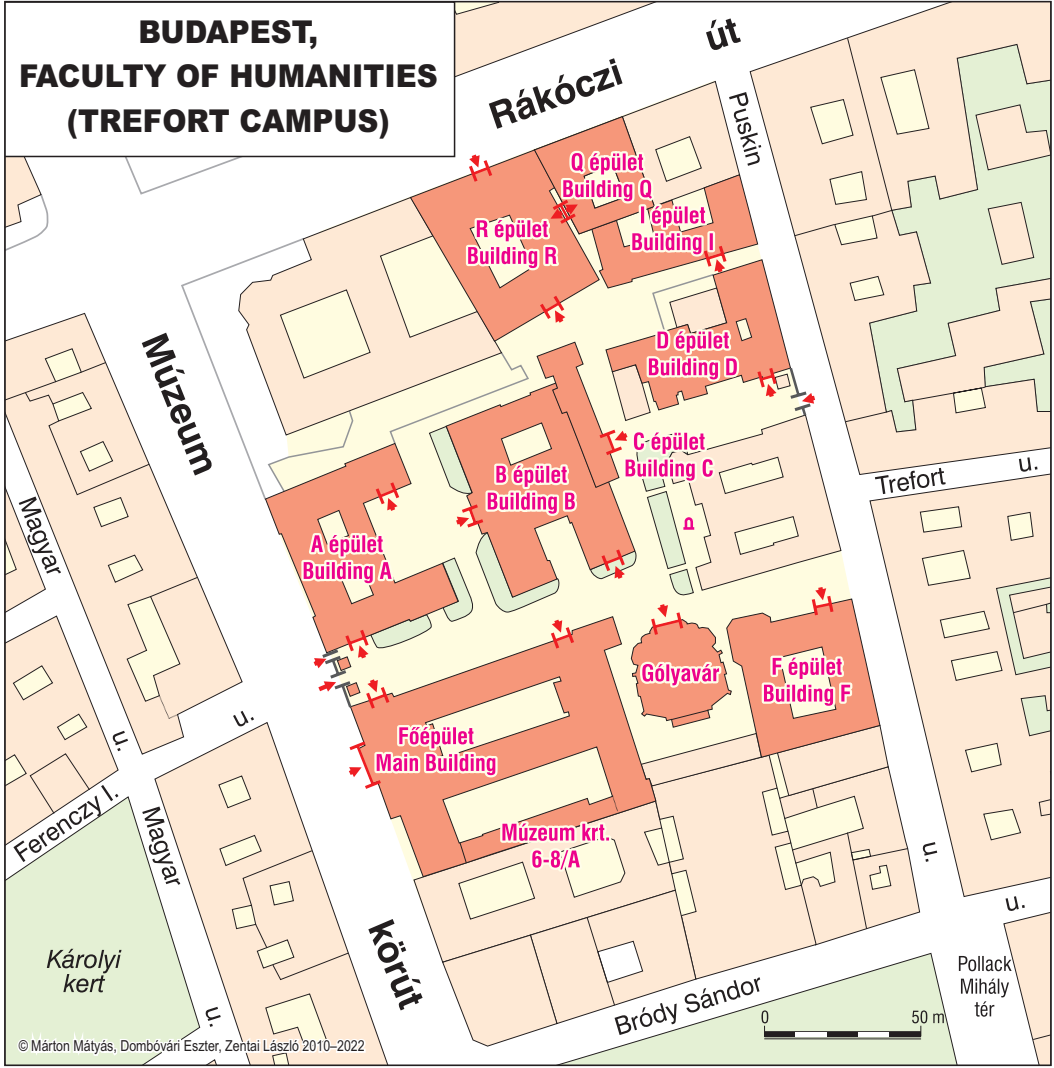 BUDAPEST,
FACULTY OF HUMANITIES
(TREFORT CAMPUS)
Rákóczi út
Puskin
Q épület
Building Q
R épület
Building R
I épület
Building I
D épület
Building D
Múzeum
C épület
Building C
B épület
Building B
Trefort u.
Magyar
A épület
Building A
Gólyavár
F épület
Building F
u.
u.
Főépület
Main Building
Ferenczy I.
Magyar
Múzeum krt.
6-8/A
u.
u.
körút
Károlyi
kert
Pollack
Mihály
tér
Bródy Sándor
u.
0 50 m
© Márton Mátyás, Dombóvári Eszter, Zentai László 2010–2022